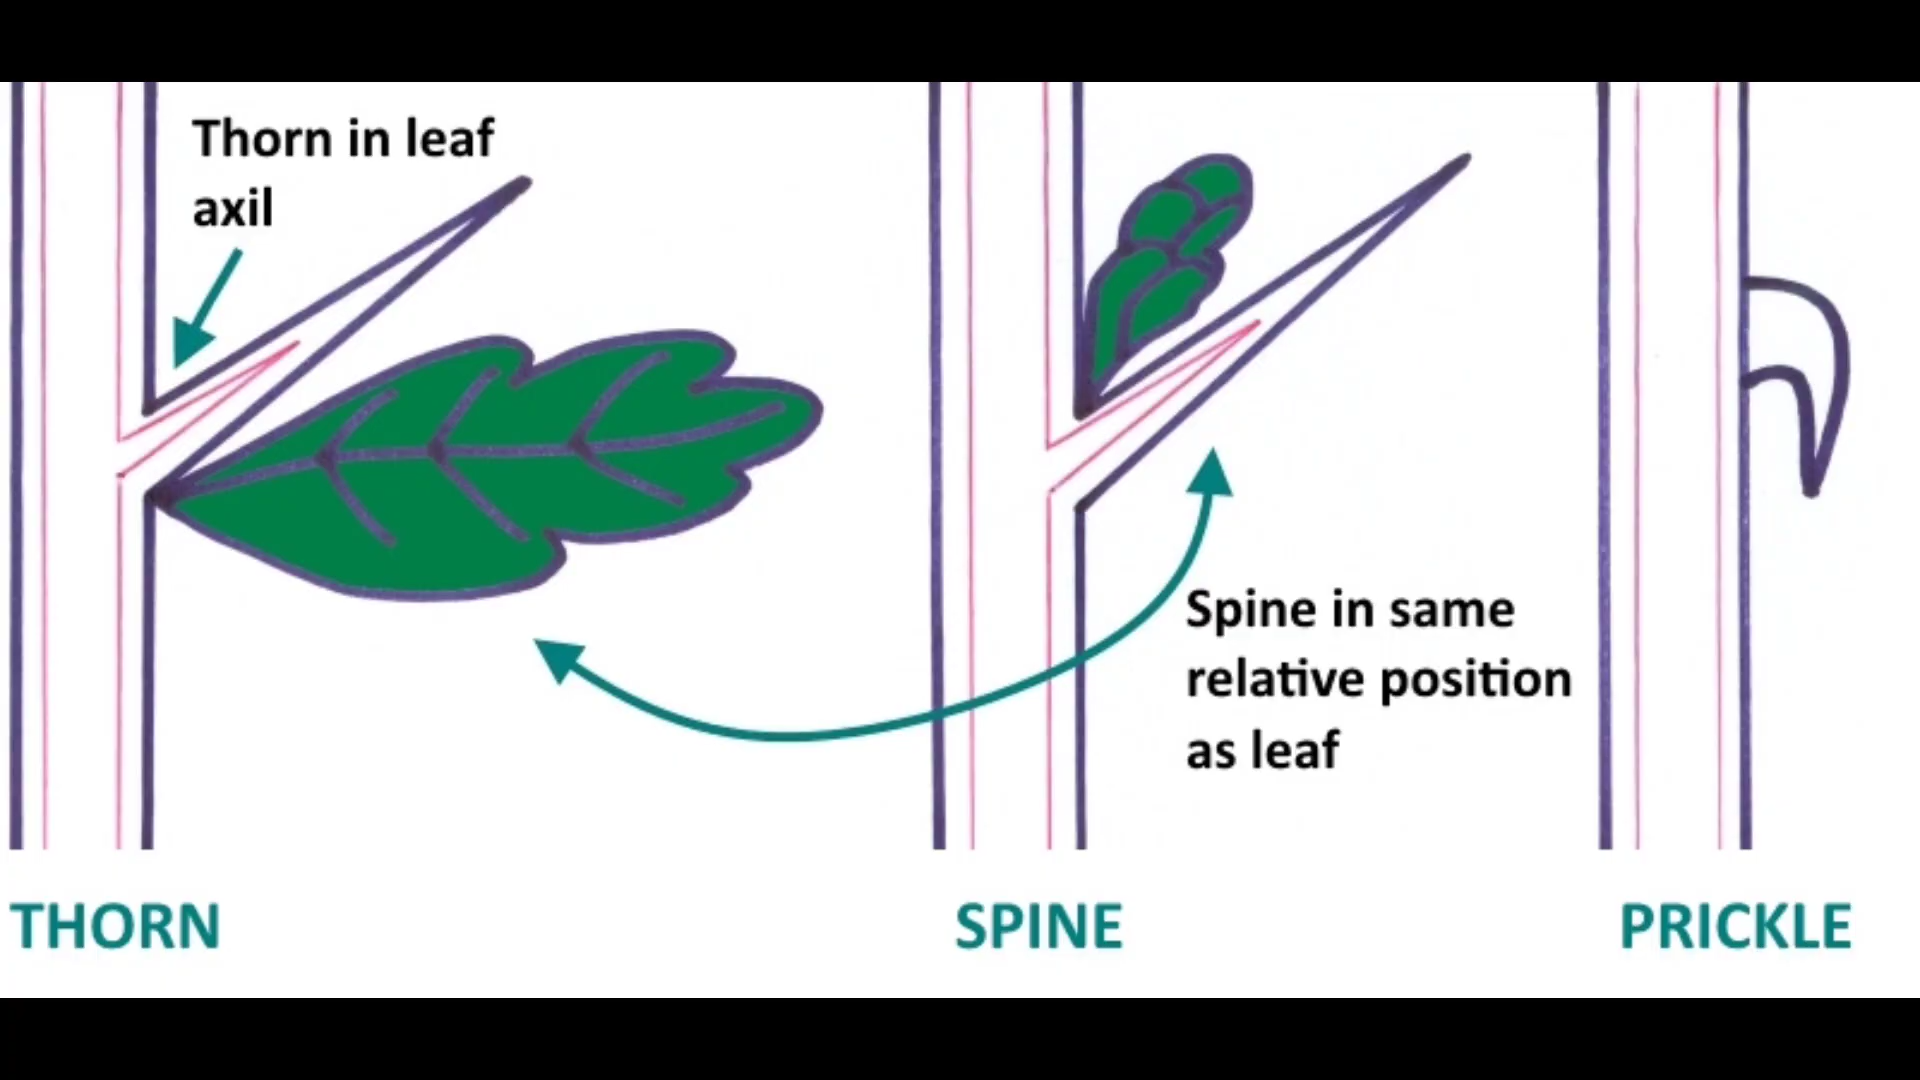 Thorn in leaf
axil
Spine in same
relative position
as leaf
THORN
SPINE
PRICKLE